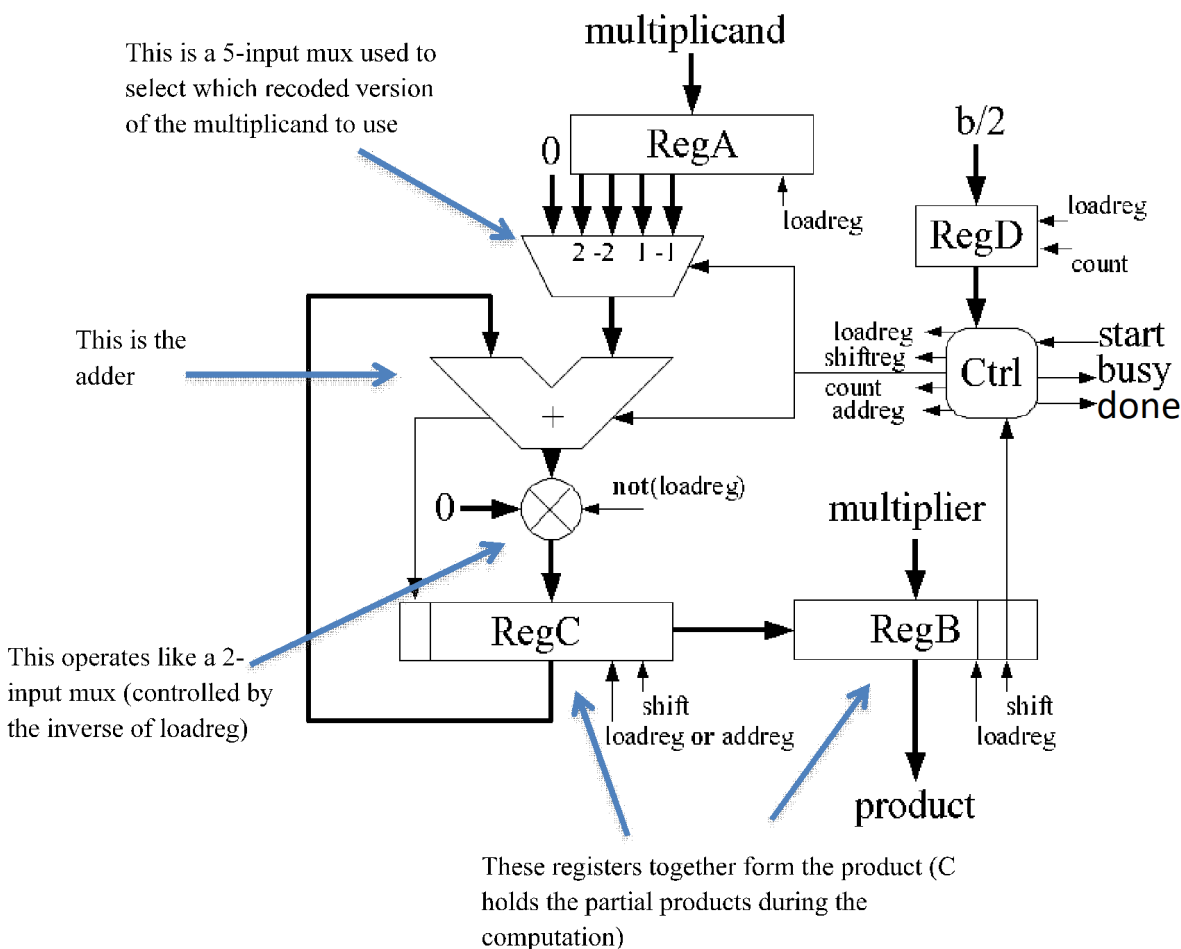 multiplicand
This is a 5-input mux used to
select which recoded version
of the multiplicand to use
b/2
RegA
0
loadreg
loadreg
RegD
count
2 -2 1 -1
This is the
adder
loadreg
shiftreg
count
addreg
Ctrl
start
busy
done
+
not(loadreg)
0
multiplier
RegC
RegB
This operates like a 2-
input mux (controlled by
the inverse of loadreg)
shift
loadreg or addreg
shift
loadreg
product
These registers together form the product (C
holds the partial products during the
computation)